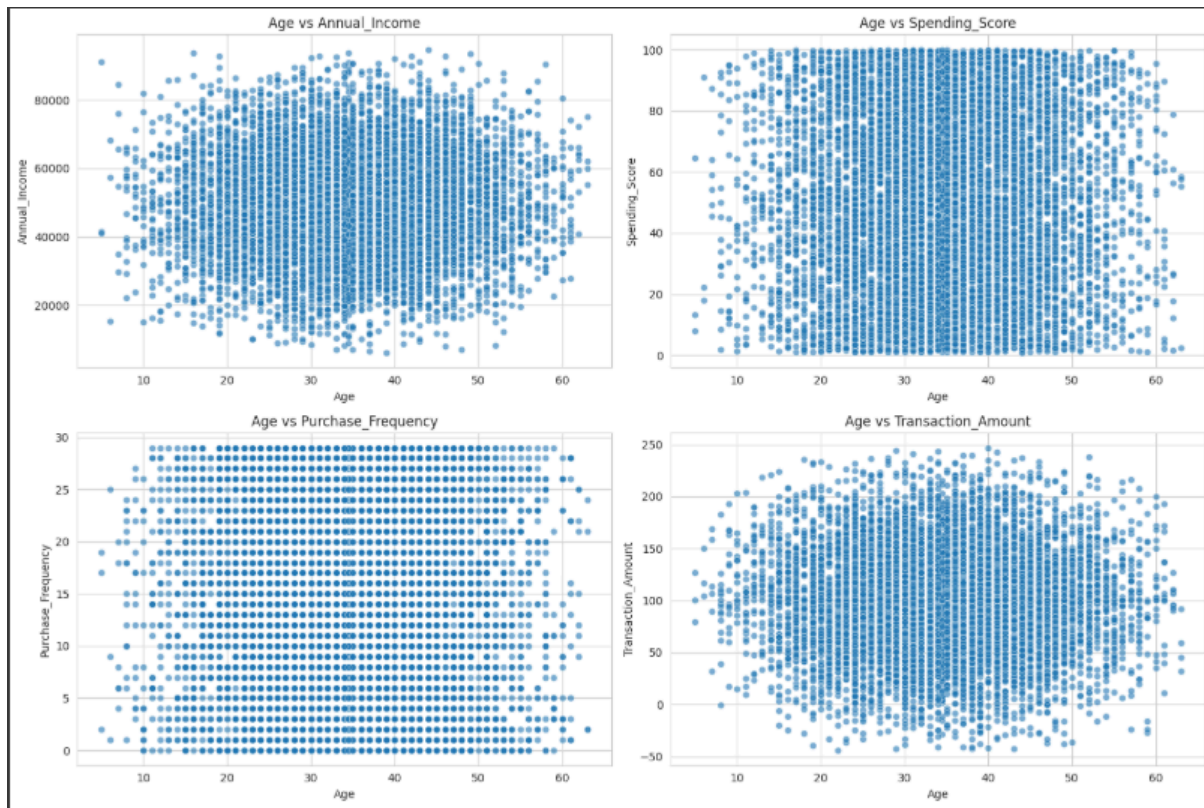 Age vs Annual_Income
Annual_Income
80000
60000
40000
20000
10 20 30 40 50 60
Age
Age vs Spending_Score
Spending_Score
100
80
60
40
20
0
10 20 30 40 50 60
Age
Age vs Purchase_Frequency
Purchase_Frequency
30
25
20
15
10
5
0
10 20 30 40 50 60
Age
Age vs Transaction_Amount
Transaction_Amount
250
200
150
100
50
0
−50
10 20 30 40 50 60
Age